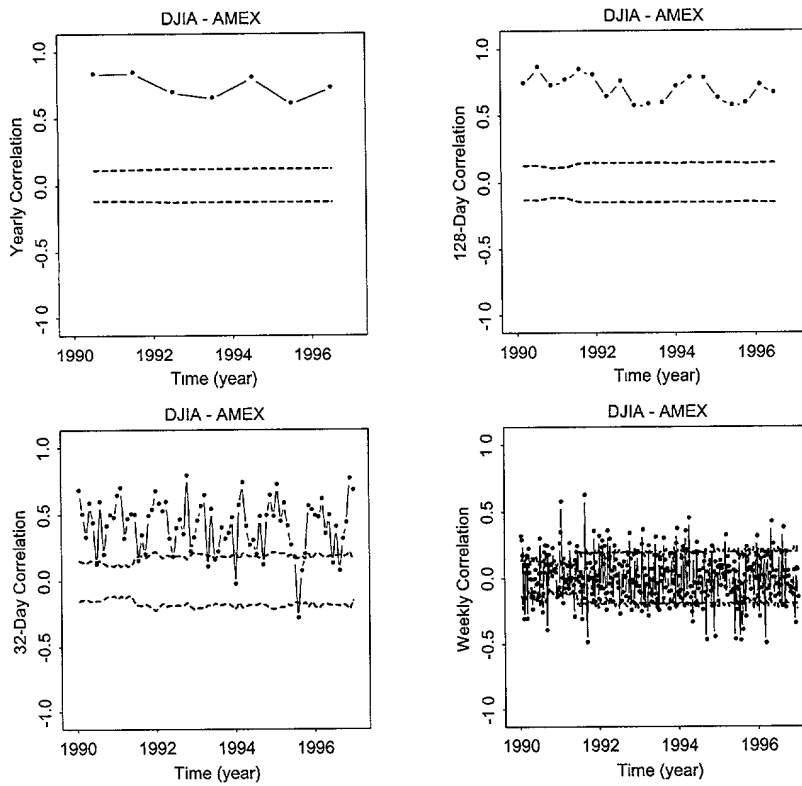 DJIA - AMEX
Yearly Correlation
1.0
0.5
0.0
-0.5
-1 0
1990 1992 1994 1996
Time (year)
DJIA - AMEX
128-Day Correlation
1.0
0.5
0.0
-0.5
-1 0
1990 1992 1994 1996
Time (year)
DJIA - AMEX
32-Day Correlation
1.0
0.5
0.0
-0.5
-1.0
1990 1992 1994 1996
Time (year)
DJIA - AMEX
Weekly Correlation
1.0
0.5
0.0
-0.5
-1.0
1990 1992 1994 1996
Time (year)